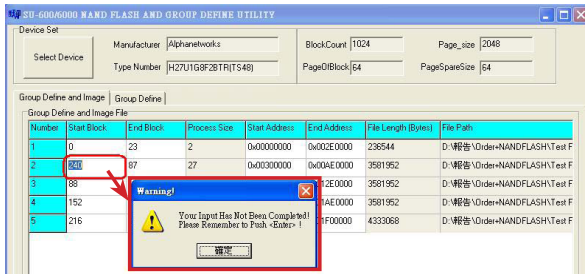 SU-600/6000 NAND FLASH AND GROUP DEFINE UTILITY
Device Set
Select Device
Manufacturer Alphanetworks BlockCount 1024 Page_size 2048
Type Number H27U1G8F2BTR(TS48) PageOfBlock 64 PageSpareSize 64
Group Define and Image Group Define
Group Define and Image File
Number Start Block End Block Process Size Start Address End Address File Length (Bytes) File Path
1 0 23 2 0x00000000 0x002E0000 236544 D:\報告\Order+NANDFLASH\Test F
2 240 87 27 0x00300000 0x00AE0000 3581952 D:\報告\Order+NANDFLASH\Test F
3 88 12E0000 3581952 D:\報告\Order+NANDFLASH\Test F
4 152 1AE0000 3581952 D:\報告\Order+NANDFLASH\Test F
5 216 1F00000 4333068 D:\報告\Order+NANDFLASH\Test F
Warning!
Your Input Has Not Been Completed!
Please Remember to Push <Enter> !
確定